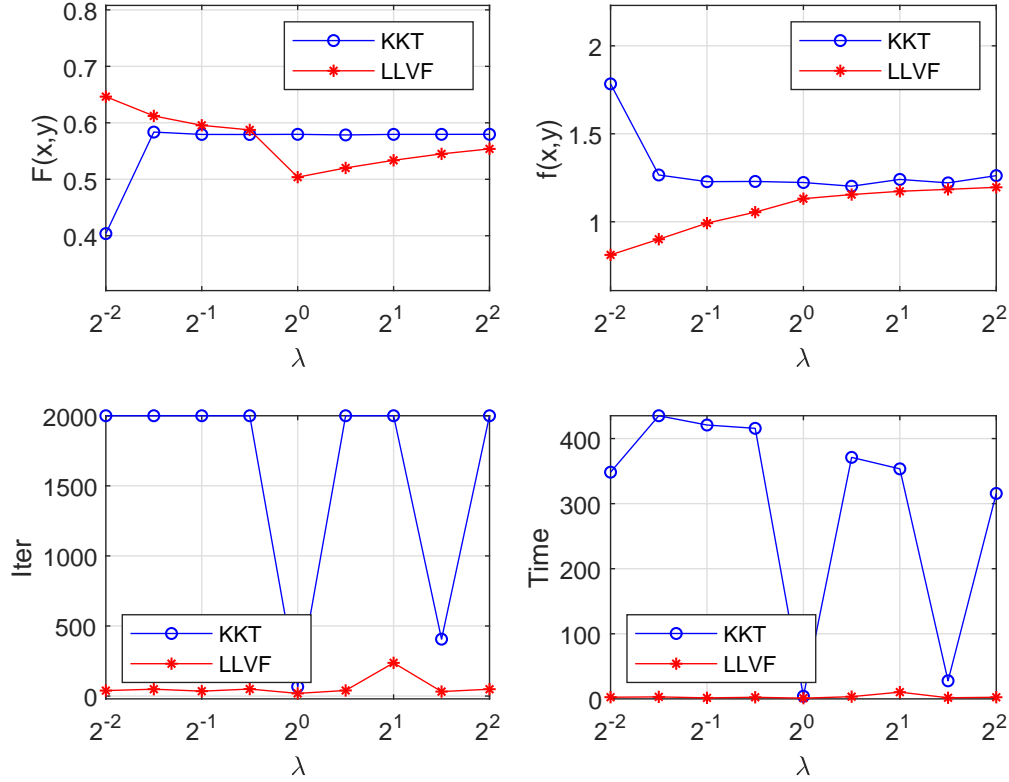 F(x,y)
0.8
0.7
0.6
0.5
0.4
KKT
LLVF
2^-2 2^-1 2^0 2^1 2^2
λ
f(x,y)
2
1.5
1
KKT
LLVF
2^-2 2^-1 2^0 2^1 2^2
λ
Iter
2000
1500
1000
500
0
KKT
LLVF
2^-2 2^-1 2^0 2^1 2^2
λ
Time
400
300
200
100
0
KKT
LLVF
2^-2 2^-1 2^0 2^1 2^2
λ